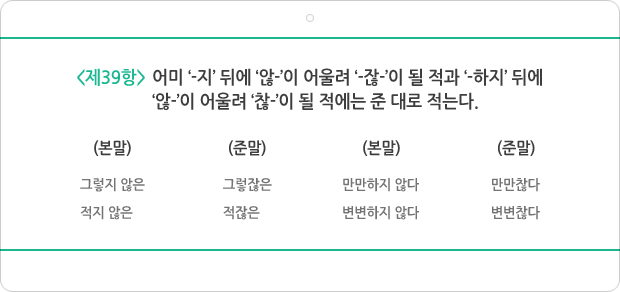 <제39항> 어미 ‘-지’ 뒤에 ‘않-’이 어울려 ‘-잖-’이 될 적과 ‘-하지’ 뒤에
‘않-’이 어울려 ‘찮-’이 될 적에는 준 대로 적는다.
(본말) (준말) (본말) (준말)
그렇지 않은 그렇잖은 만만하지 않다 만만찮다
적지 않은 적잖은 변변하지 않다 변변찮다